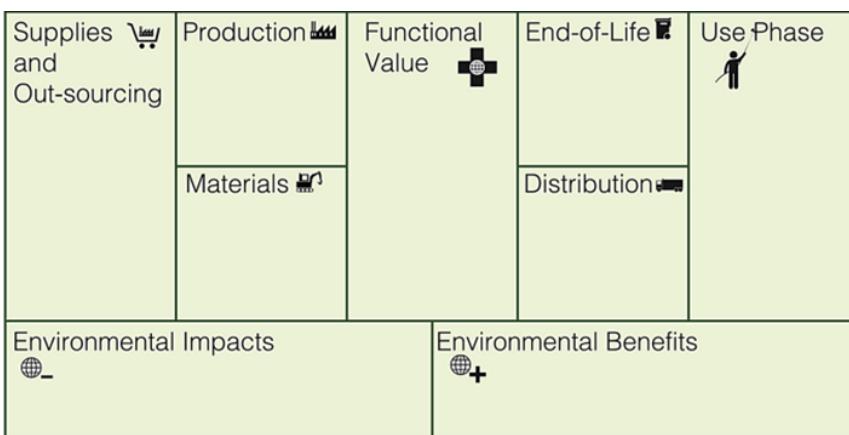 Supplies
and
Out-sourcing
Production
Materials
Functional
Value
End-of-Life
Distribution
Use Phase
Environmental Impacts
Environmental Benefits